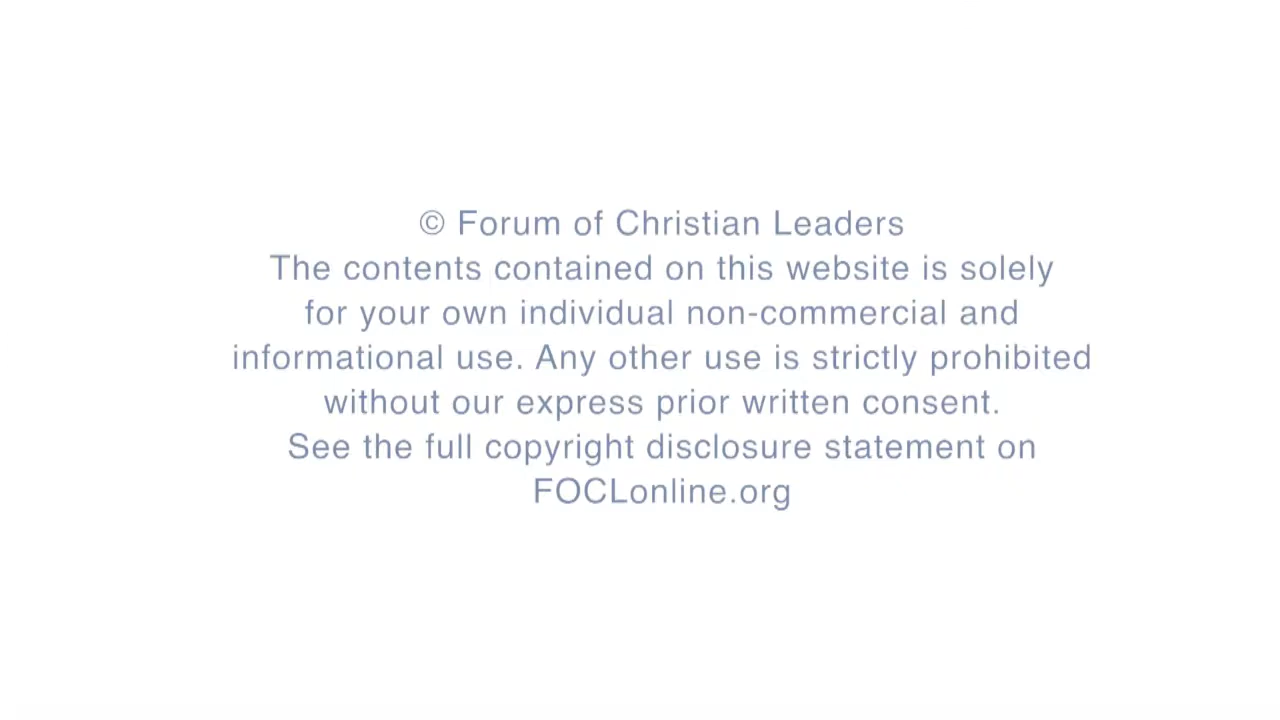 © Forum of Christian Leaders
The contents contained on this website is solely
for your own individual non-commercial and
informational use. Any other use is strictly prohibited
without our express prior written consent.
See the full copyright disclosure statement on
FOCLonline.org